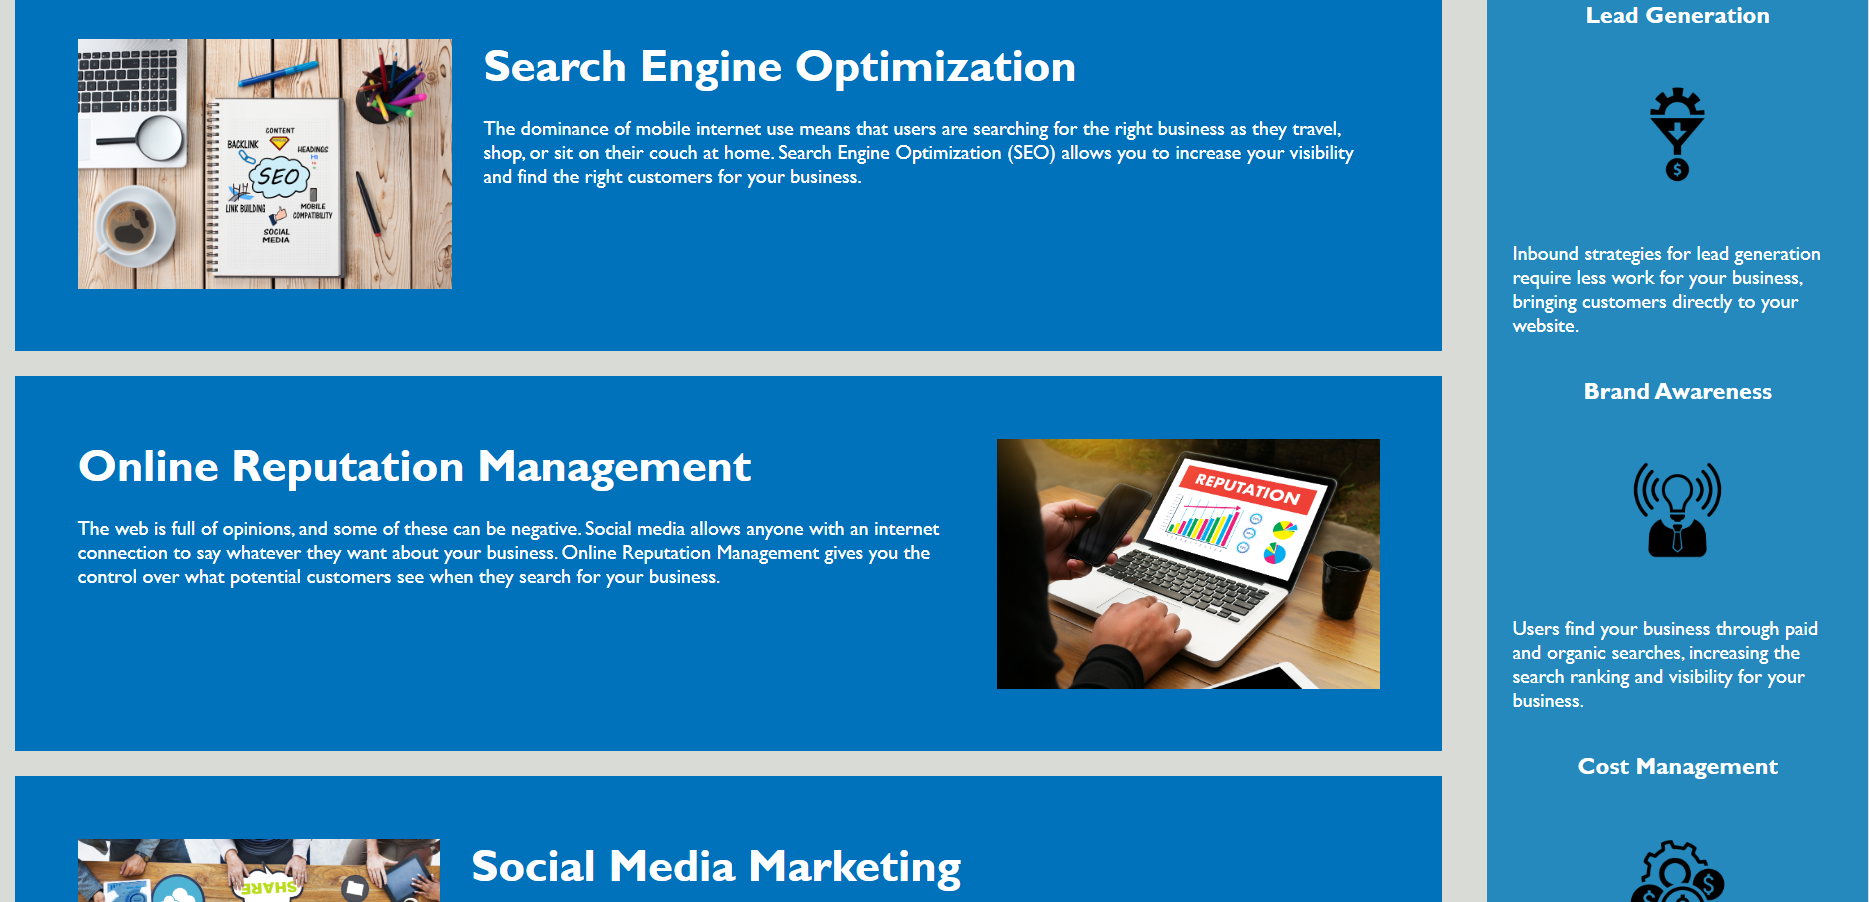 Search Engine Optimization
The dominance of mobile internet use means that users are searching for the right business as they travel,
shop, or sit on their couch at home. Search Engine Optimization (SEO) allows you to increase your visibility
and find the right customers for your business.
CONTENT
BACKLINK
HEADINGS
H1
SEO
LINK BUILDING
MOBILE
COMPATIBILITY
SOCIAL
MEDIA
Online Reputation Management
The web is full of opinions, and some of these can be negative. Social media allows anyone with an internet
connection to say whatever they want about your business. Online Reputation Management gives you the
control over what potential customers see when they search for your business.
REPUTATION
Social Media Marketing
SHARE
Lead Generation
$
Inbound strategies for lead generation
require less work for your business,
bringing customers directly to your
website.
Brand Awareness
Users find your business through paid
and organic searches, increasing the
search ranking and visibility for your
business.
Cost Management
$